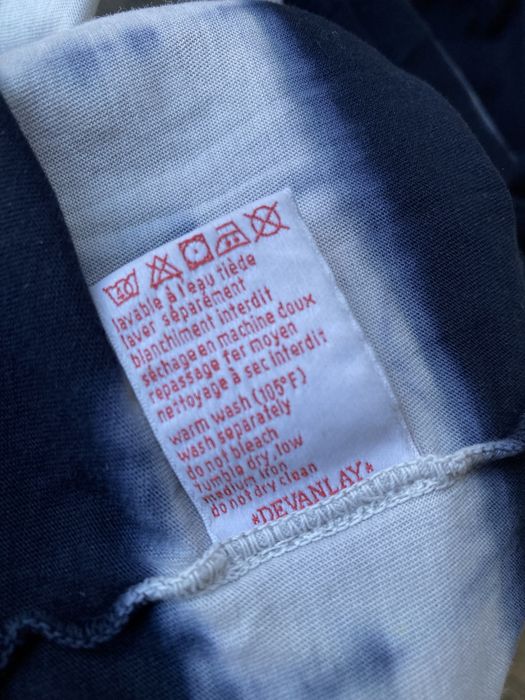 40
lavable à l'eau tiède
laver séparément
blanchiment interdit
séchage en machine doux
repassage fer moyen
nettoyage à sec interdit
warm wash (105°F)
wash separately
do not bleach
tumble dry, low
medium iron
do not dry clean
*DEVANLAY*